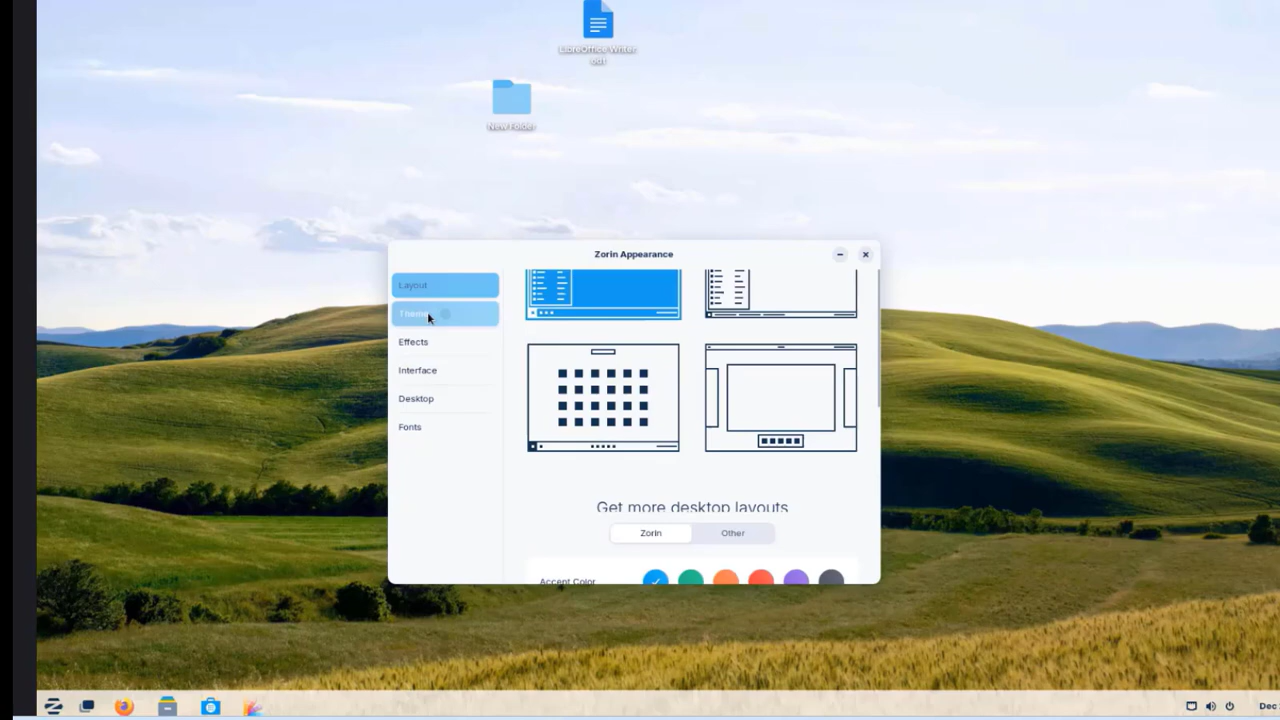 LibreOffice Writer
odt
New Folder
Zorin Appearance
Layout
Theme
Effects
Interface
Desktop
Fonts
Get more desktop layouts
Zorin
Other
Accent Color
Dec